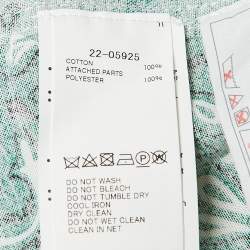 22-05925
COTTON 100%
ATTACHED PARTS
POLYESTER 100%
DO NOT WASH
DO NOT BLEACH
DO NOT TUMBLE DRY
COOL IRON
DRY CLEAN
DO NOT WET CLEAN
CLEAN IN NET